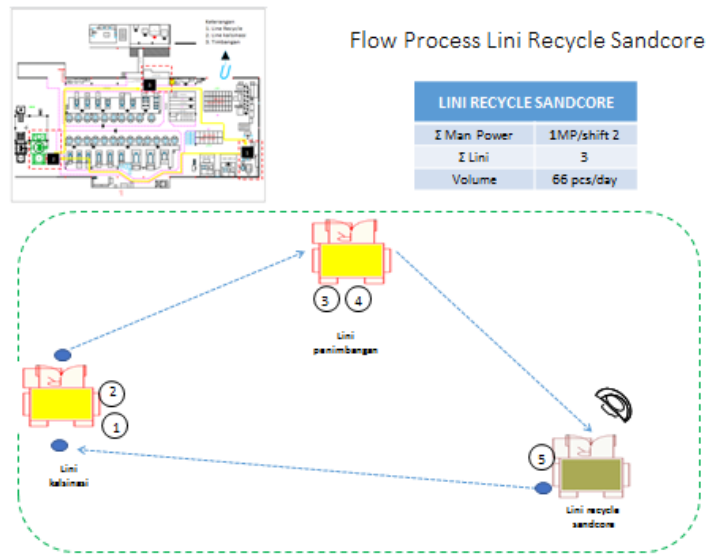 Keterangan
1. Line Recycle
2. Line kalsinasi
3. Timbangan
U
Flow Process Lini Recycle Sandcore
LINI RECYCLE SANDCORE
Σ Man Power 1MP/shift 2
Σ Lini 3
Volume 66 pcs/day
3 4
Lini
penimbangan
2
1
Lini
kalsinasi
5
Lini recycle
sandcore